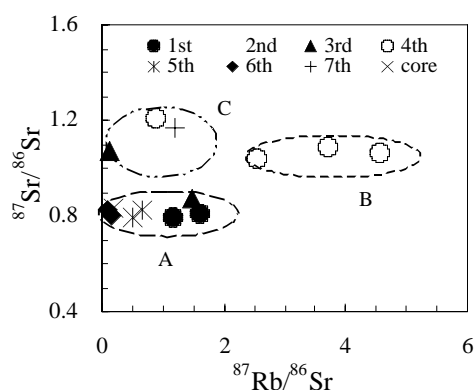 1.6
1st 2nd 3rd 4th
5th 6th 7th core
C
1.2
⁸⁷Sr/⁸⁶Sr
B
0.8
A
0.4
0 2 4 6
⁸⁷Rb/⁸⁶Sr